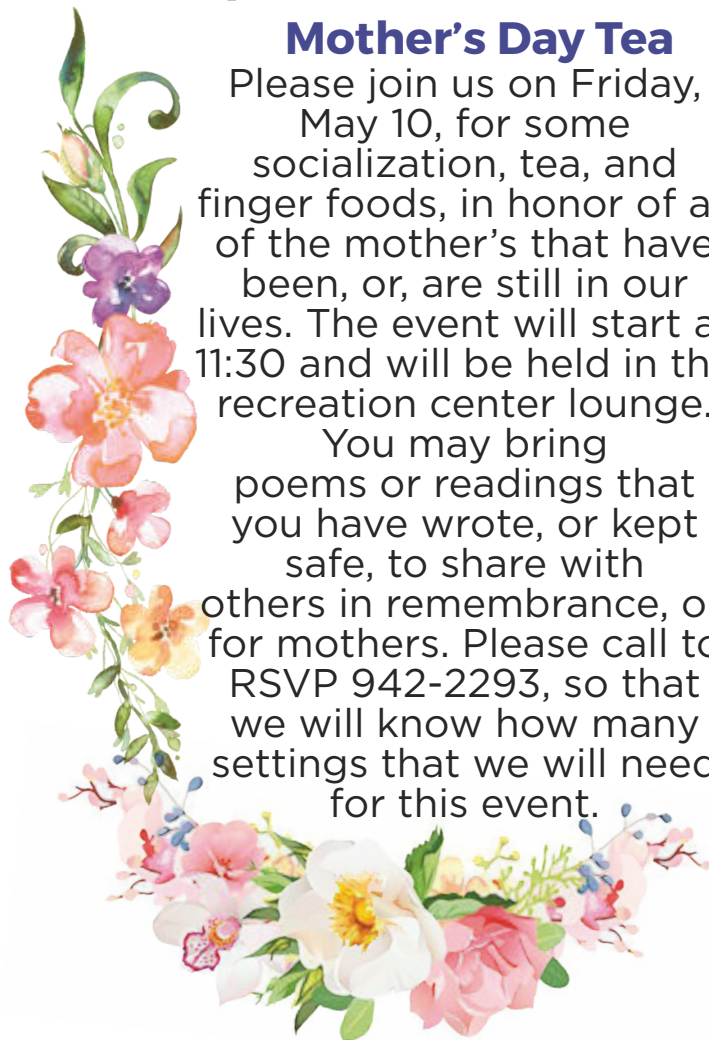 Mother's Day Tea
Please join us on Friday,
May 10, for some
socialization, tea, and
finger foods, in honor of
of the mother's that have
been, or, are still in our
lives. The event will start
11:30 and will be held in
recreation center lounge.
You may bring
poems or readings that
you have wrote, or kept
safe, to share with
others in remembrance,
for mothers. Please call to
RSVP 942-2293, so that
we will know how many
settings that we will need
for this event.